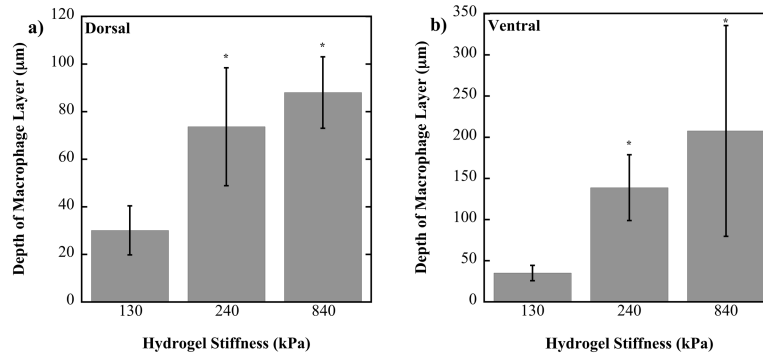 a)
Dorsal
120
100
80
60
40
20
0
Depth of Macrophage Layer (μm)
*
*
130 240 840
Hydrogel Stiffness (kPa)
b)
Ventral
350
300
250
200
150
100
50
0
Depth of Macrophage Layer (μm)
*
*
130 240 840
Hydrogel Stiffness (kPa)